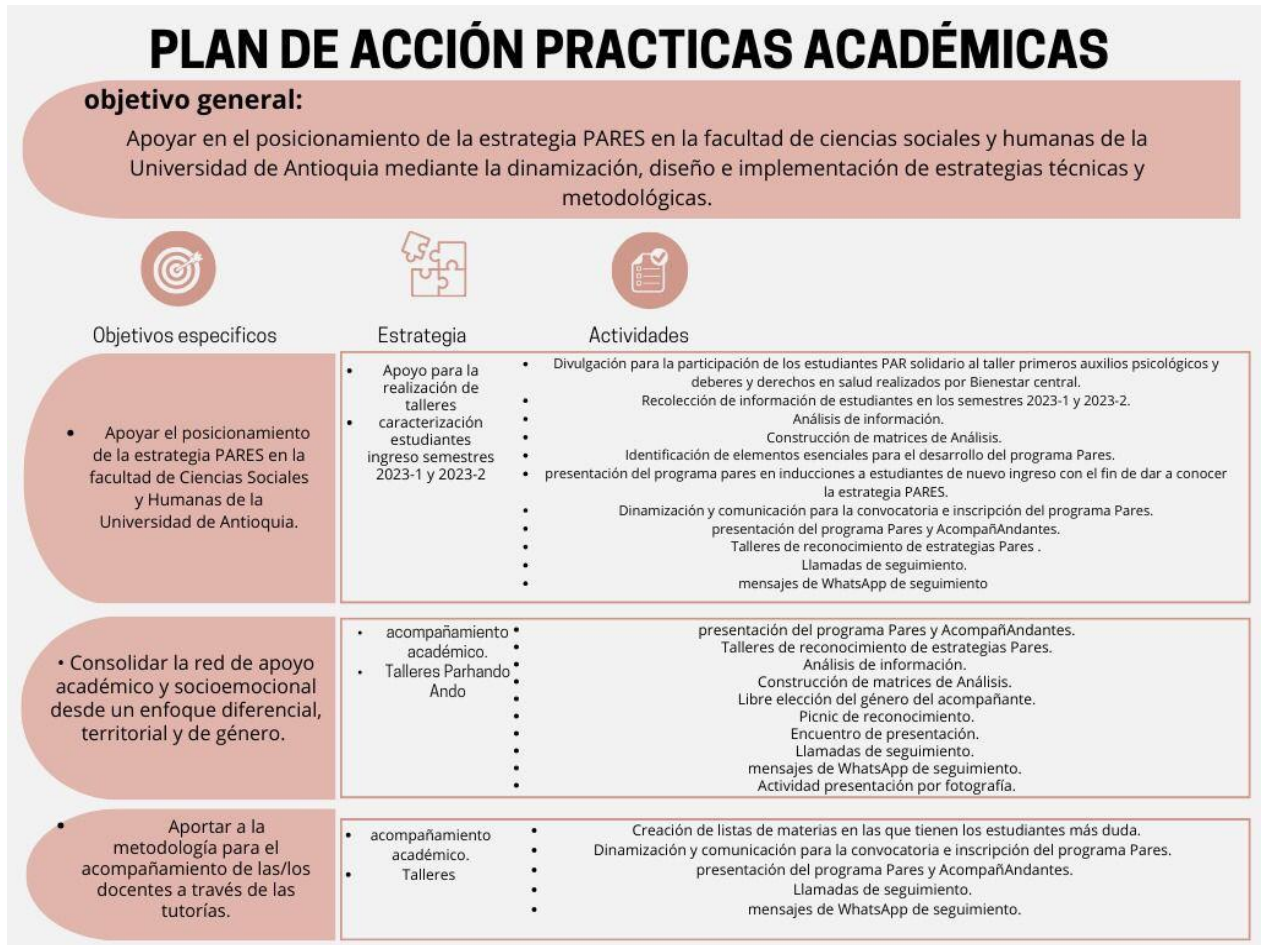 PLAN DE ACCIÓN PRACTICAS ACADÉMICAS
objetivo general:
Apoyar en el posicionamiento de la estrategia PARES en la facultad de ciencias sociales y humanas de la
Universidad de Antioquia mediante la dinamización, diseño e implementación de estrategias técnicas y
metodológicas.
Objetivos especificos
Estrategia
Actividades
• Apoyar el posicionamiento
de la estrategia PARES en la
facultad de Ciencias Sociales
y Humanas de la
Universidad de Antioquia.
• Apoyo para la
realización de
talleres
• caracterización
estudiantes
ingreso semestres
2023-1 y 2023-2
• Divulgación para la participación de los estudiantes PAR solidario al taller primeros auxilios psicológicos y
deberes y derechos en salud realizados por Bienestar central.
• Recolección de información de estudiantes en los semestres 2023-1 y 2023-2.
• Análisis de información.
• Construcción de matrices de Análisis.
• Identificación de elementos esenciales para el desarrollo del programa Pares.
• presentación del programa pares en inducciones a estudiantes de nuevo ingreso con el fin de dar a conocer
la estrategia PARES.
• Dinamización y comunicación para la convocatoria e inscripción del programa Pares.
• presentación del programa Pares y AcompañAndantes.
• Talleres de reconocimiento de estrategias Pares .
• Llamadas de seguimiento.
• mensajes de WhatsApp de seguimiento
• Consolidar la red de apoyo
académico y socioemocional
desde un enfoque diferencial,
territorial y de género.
• acompañamiento
académico.
• Talleres Parhando
Ando
• presentación del programa Pares y AcompañAndantes.
• Talleres de reconocimiento de estrategias Pares.
• Análisis de información.
• Construcción de matrices de Análisis.
• Libre elección del género del acompañante.
• Picnic de reconocimiento.
• Encuentro de presentación.
• Llamadas de seguimiento.
• mensajes de WhatsApp de seguimiento.
• Actividad presentación por fotografía.
• Aportar a la
metodología para el
acompañamiento de las/los
docentes a través de las
tutorías.
• acompañamiento
académico.
• Talleres
• Creación de listas de materias en las que tienen los estudiantes más duda.
• Dinamización y comunicación para la convocatoria e inscripción del programa Pares.
• presentación del programa Pares y AcompañAndantes.
• Llamadas de seguimiento.
• mensajes de WhatsApp de seguimiento.